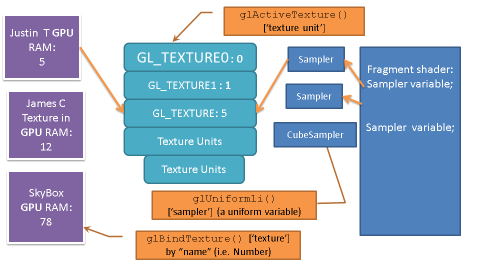 glActiveTexture()
['texture unit']
Justin T GPU
RAM:
5
GL_TEXTURE0: 0
GL_TEXTURE1 : 1
GL_TEXTURE: 5
Texture Units
Texture Units
Sampler
Sampler
CubeSampler
Fragment shader:
Sampler variable;
Sampler variable;
James C
Texture in
GPU RAM:
12
SkyBox
GPU RAM:
78
glUniformli()
['sampler'] (a uniform variable)
glBindTexture() ['texture']
by “name” (i.e. Number)